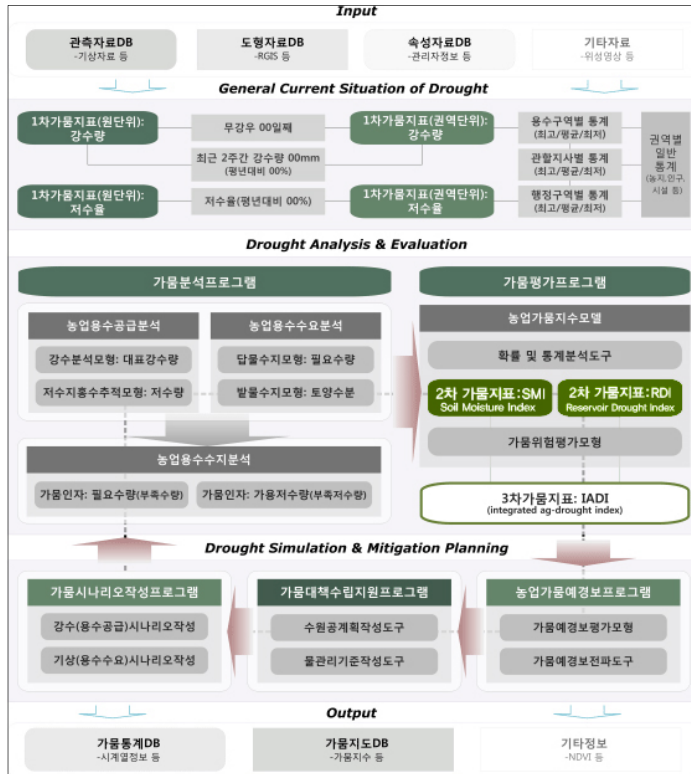 Input
관측자료DB
-기상자료 등
도형자료DB
-RGIS 등
속성자료DB
-관리자정보 등
기타자료
-위성영상 등
General Current Situation of Drought
1차가뭄지표(원단위):
강수량
무강우 00일째
1차가뭄지표(권역단위):
강수량
용수구역별 통계
(최고/평균/최저)
최근 2주간 강수량 00mm
(평년대비 00%)
관할지사별 통계
(최고/평균/최저)
권역별
일반
통계
(농지,인구,
시설 등)
1차가뭄지표(원단위):
저수율
저수율(평년대비 00%)
1차가뭄지표(권역단위):
저수율
행정구역별 통계
(최고/평균/최저)
Drought Analysis & Evaluation
가뭄분석프로그램
농업용수공급분석
강수분석모형: 대표강수량
저수지홍수추적모형: 저수량
농업용수수요분석
답물수지모형: 필요수량
밭물수지모형: 토양수분
농업용수수지분석
가뭄인자: 필요수량(부족수량)
가뭄인자: 가용저수량(부족저수량)
가뭄평가프로그램
농업가뭄지수모델
확률 및 통계분석도구
2차 가뭄지표:SMI
Soil Moisture Index
2차 가뭄지표:RDI
Reservoir Drought Index
가뭄위험평가모형
3차가뭄지표: IADI
(integrated ag-drought index)
Drought Simulation & Mitigation Planning
가뭄시나리오작성프로그램
강수(용수공급)시나리오작성
기상(용수수요)시나리오작성
가뭄대책수립지원프로그램
수원공계획작성도구
물관리기준작성도구
농업가뭄예경보프로그램
가뭄예경보평가모형
가뭄예경보전파도구
Output
가뭄통계DB
-시계열정보 등
가뭄지도DB
-가뭄지수 등
기타정보
-NDVI 등